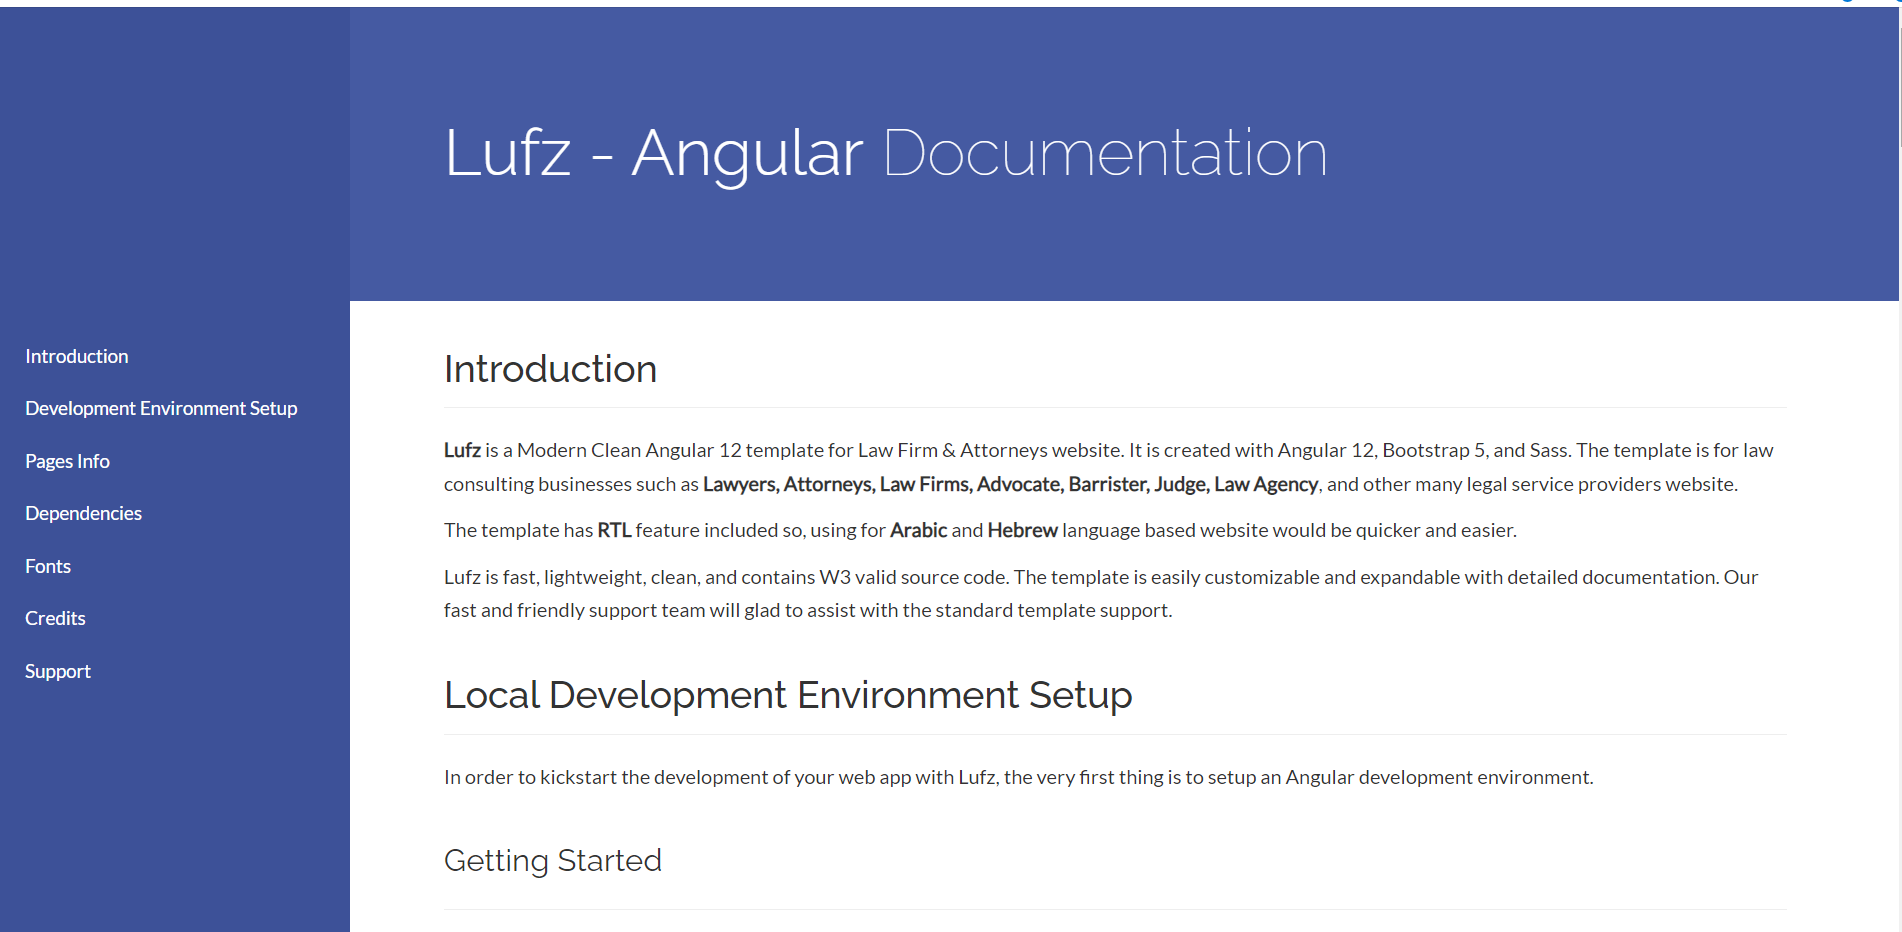 Lufz - Angular Documentation
Introduction
Development Environment Setup
Pages Info
Dependencies
Fonts
Credits
Support
Introduction
Lufz is a Modern Clean Angular 12 template for Law Firm & Attorneys website. It is created with Angular 12, Bootstrap 5, and Sass. The template is for law
consulting businesses such as Lawyers, Attorneys, Law Firms, Advocate, Barrister, Judge, Law Agency, and other many legal service providers website.
The template has RTL feature included so, using for Arabic and Hebrew language based website would be quicker and easier.
Lufz is fast, lightweight, clean, and contains W3 valid source code. The template is easily customizable and expandable with detailed documentation. Our
fast and friendly support team will glad to assist with the standard template support.
Local Development Environment Setup
In order to kickstart the development of your web app with Lufz, the very first thing is to setup an Angular development environment.
Getting Started